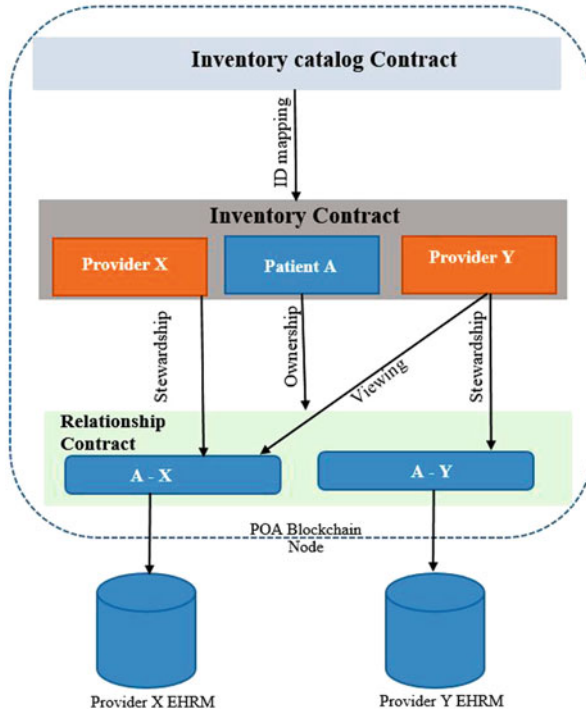 Inventory catalog Contract
ID mapping
Inventory Contract
Provider X
Patient A
Provider Y
Stewardship
Ownership
Viewing
Stewardship
Relationship
Contract
A - X
A - Y
POA Blockchain
Node
Provider X EHRM
Provider Y EHRM